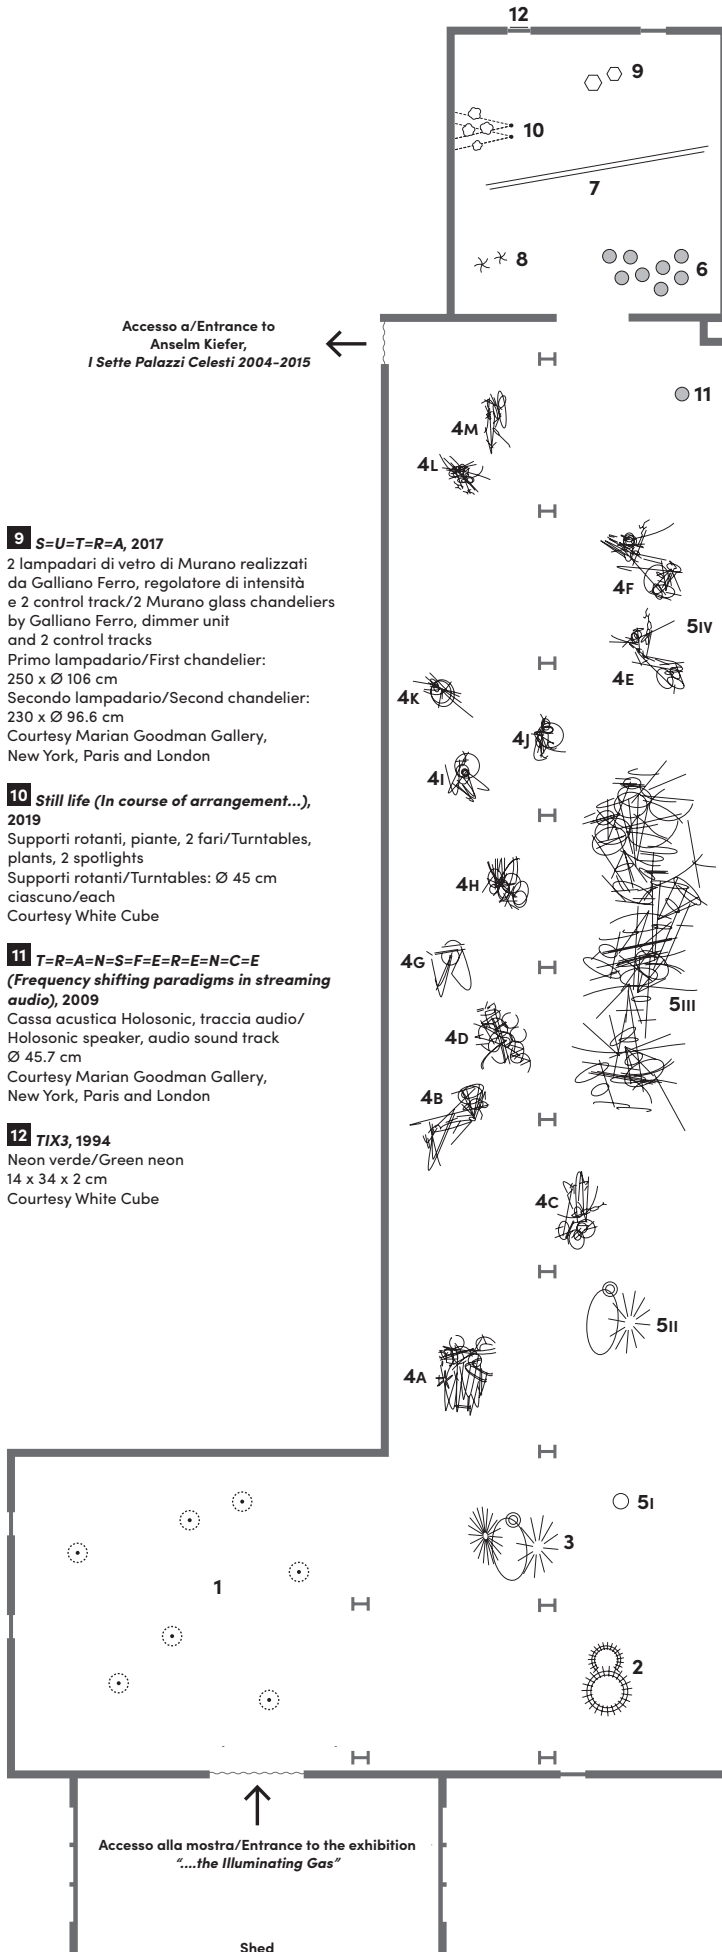 12
9
10
7
8
6
Accesso a/Entrance to
Anselm Kiefer,
I Sette Palazzi Celesti 2004-2015
11
4M
4L
4F
5IV
4E
4K
4J
4I
4H
4G
5III
4D
4B
4C
5II
4A
5I
3
1
2
9 S=U=T=R=A, 2017
2 lampadari di vetro di Murano realizzati
da Galliano Ferro, regolatore di intensità
e 2 control track/2 Murano glass chandeliers
by Galliano Ferro, dimmer unit
and 2 control tracks
Primo lampadario/First chandelier:
250 x Ø 106 cm
Secondo lampadario/Second chandelier:
230 x Ø 96.6 cm
Courtesy Marian Goodman Gallery,
New York, Paris and London
10 Still life (In course of arrangement...),
2019
Supporti rotanti, piante, 2 fari/Turntables,
plants, 2 spotlights
Supporti rotanti/Turntables: Ø 45 cm
ciascuno/each
Courtesy White Cube
11 T=R=A=N=S=F=E=R=E=N=C=E
(Frequency shifting paradigms in streaming
audio), 2009
Cassa acustica Holosonic, traccia audio/
Holosonic speaker, audio sound track
Ø 45.7 cm
Courtesy Marian Goodman Gallery,
New York, Paris and London
12 TIX3, 1994
Neon verde/Green neon
14 x 34 x 2 cm
Courtesy White Cube
Accesso alla mostra/Entrance to the exhibition
“....the Illuminating Gas”
Shed